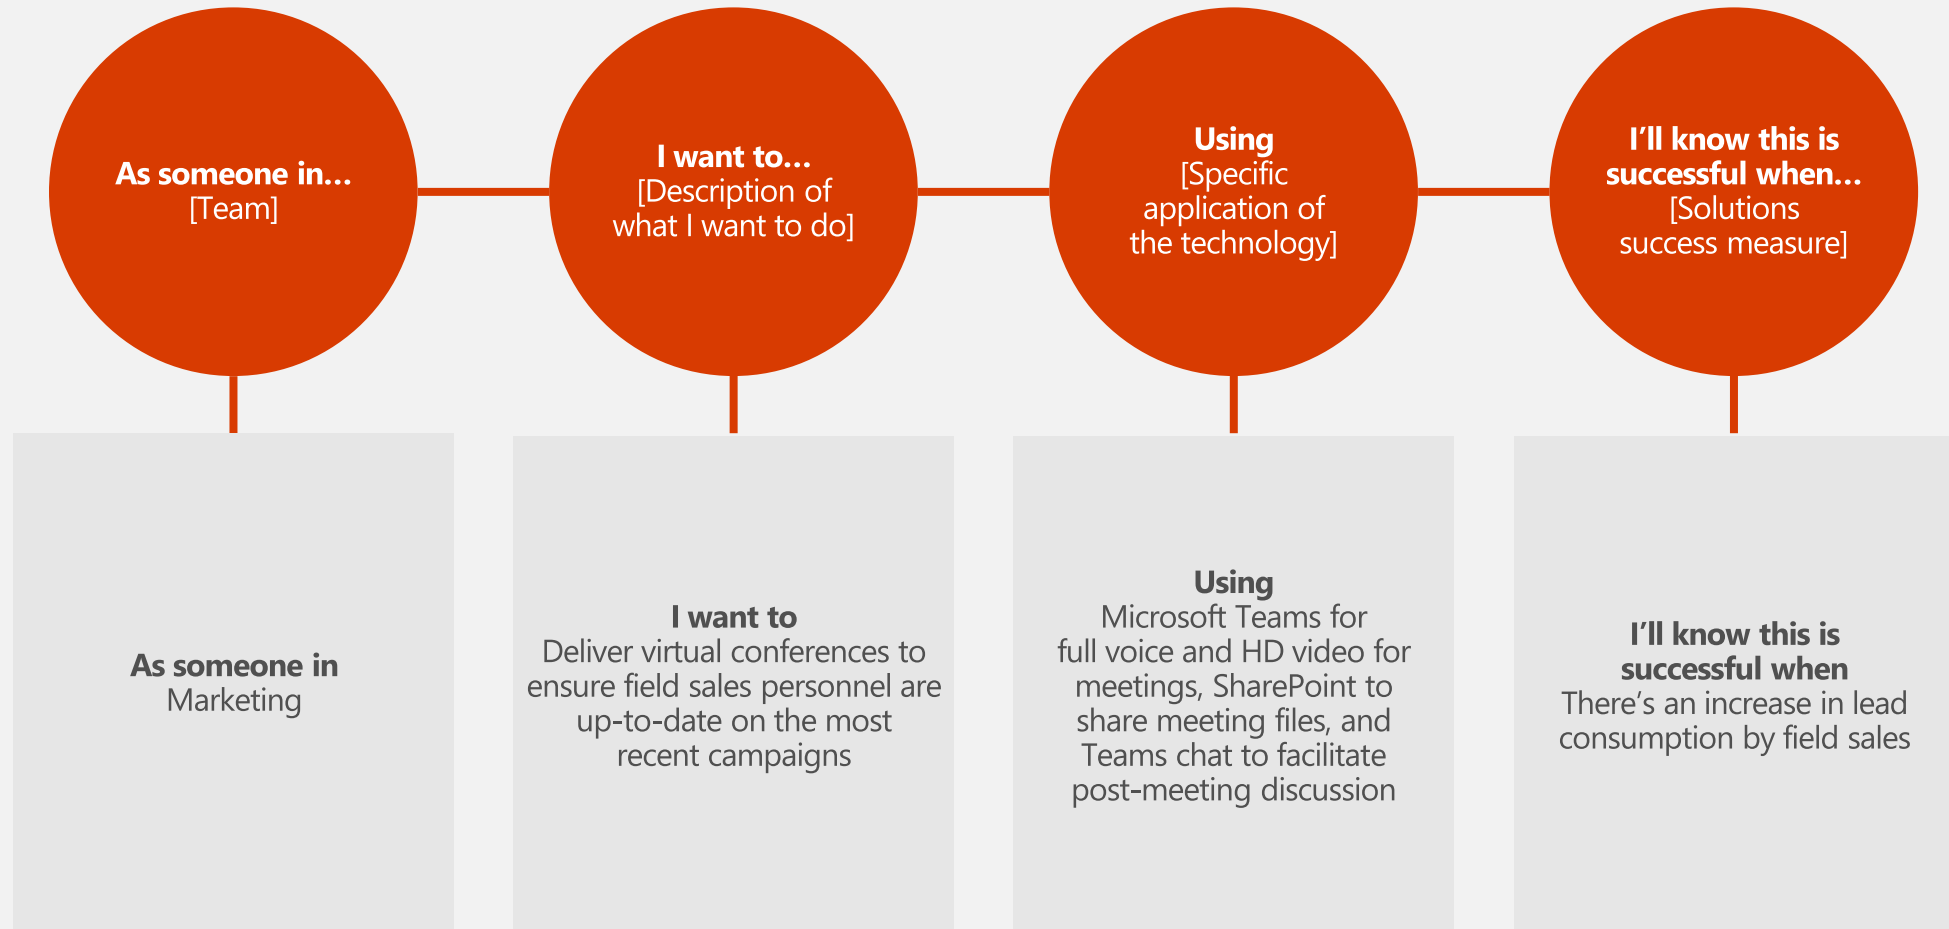 As someone in…
[Team]
I want to…
[Description of
what I want to do]
Using
[Specific
application of
the technology]
I’ll know this is
successful when…
[Solutions
success measure]
As someone in
Marketing
I want to
Deliver virtual conferences to
ensure field sales personnel are
up-to-date on the most
recent campaigns
Using
Microsoft Teams for
full voice and HD video for
meetings, SharePoint to
share meeting files, and
Teams chat to facilitate
post-meeting discussion
I’ll know this is
successful when
There’s an increase in lead
consumption by field sales